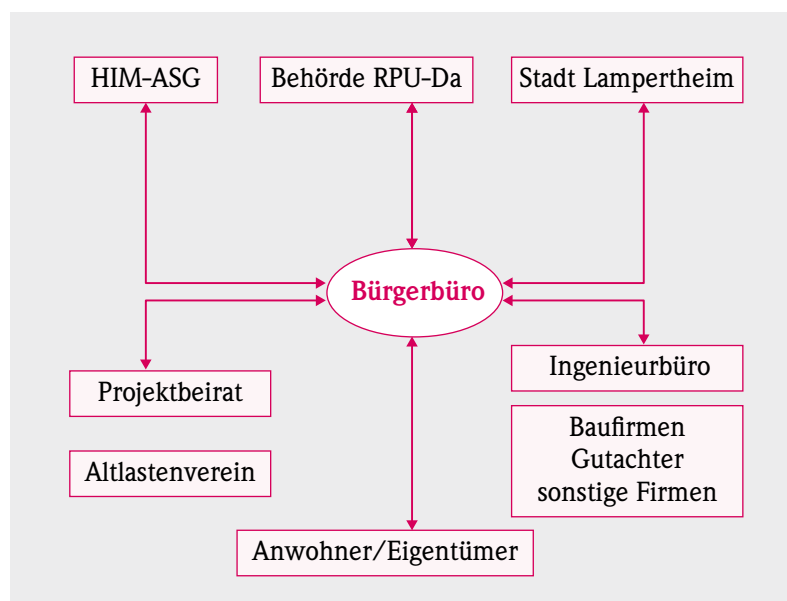 HIM-ASG
Behörde RPU-Da
Stadt Lampertheim
Bürgerbüro
Projektbeirat
Ingenieurbüro
Altlastenverein
Baufirmen
Gutachter
sonstige Firmen
Anwohner/Eigentümer